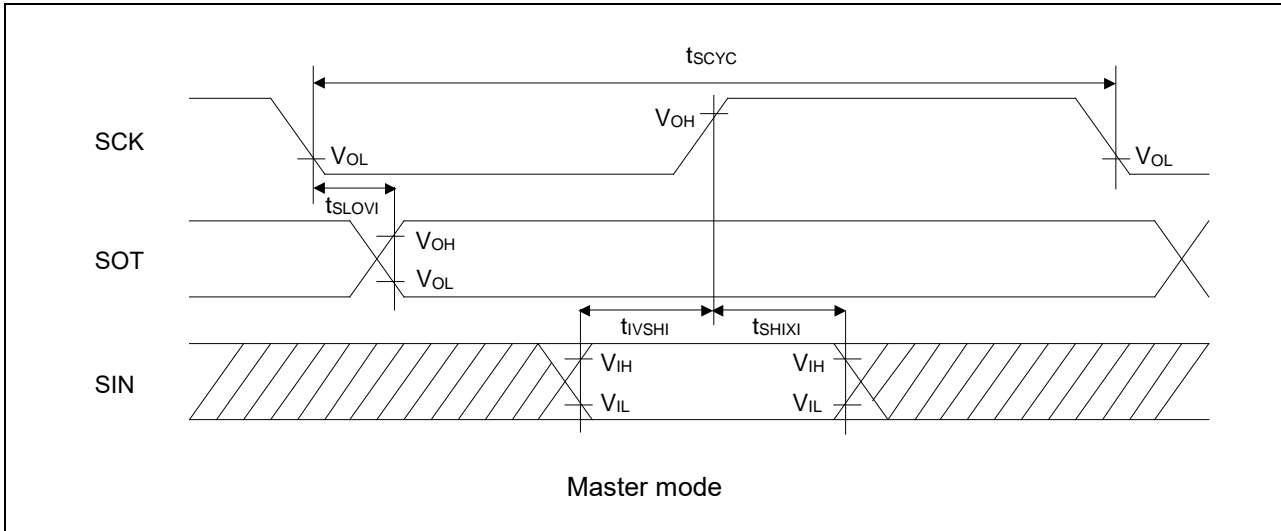 tSCYC
SCK
VOH
VOL
VOL
tSLOVI
SOT
VOH
VOL
tIVSHI
tSHIXI
SIN
VIH
VIH
VIL
VIL
Master mode